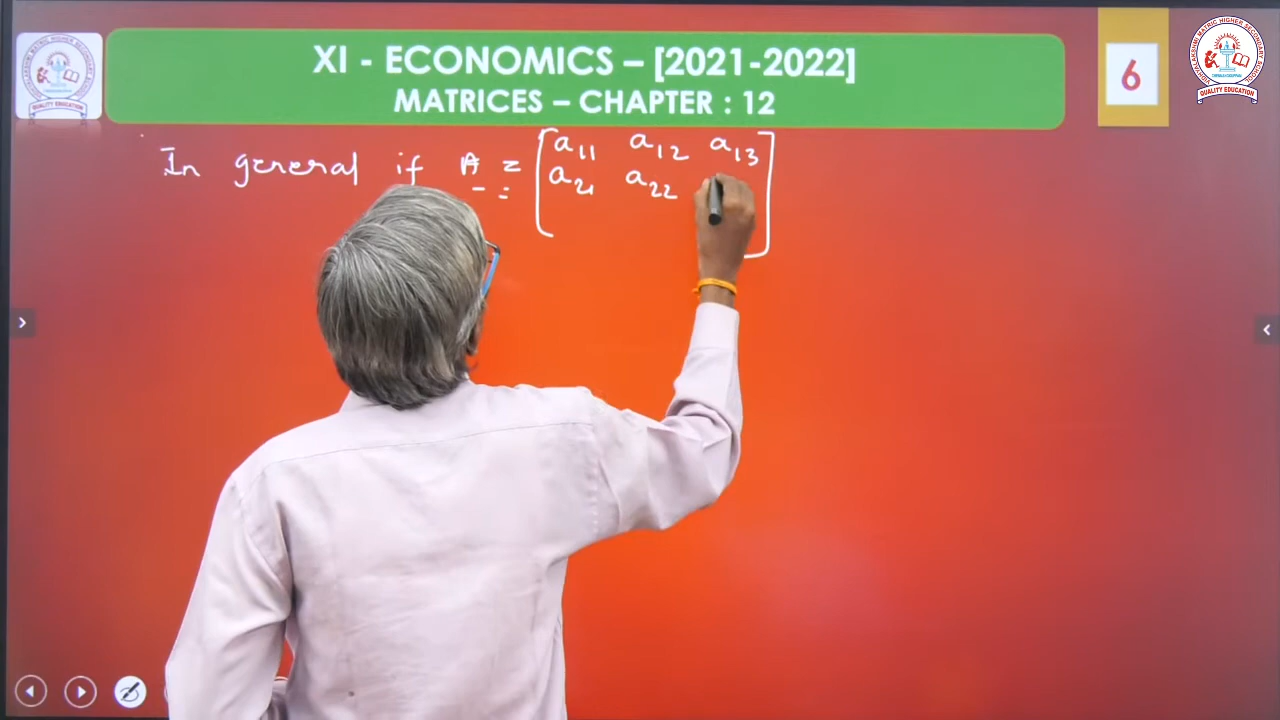 XI - ECONOMICS – [2021-2022]
MATRICES – CHAPTER : 12
6
QUALITY EDUCATION
QUALITY EDUCATION
In general if A = [a11 a12 a13
a21 a22